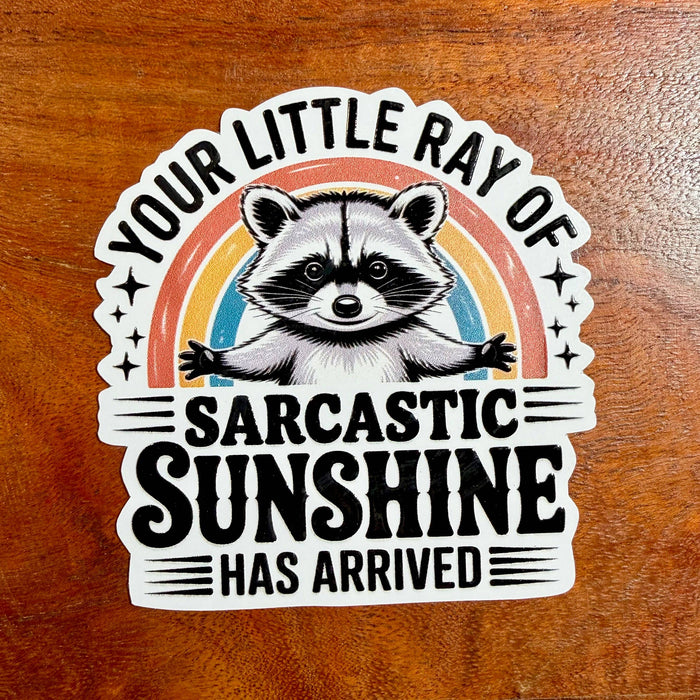 YOUR LITTLE RAY OF
SARCASTIC
SUNSHINE
HAS ARRIVED